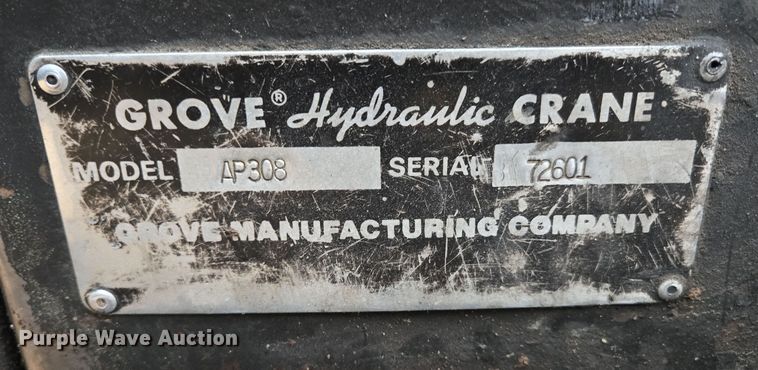 GROVE® Hydraulic CRANE
MODEL AP308 SERIAL 72601
GROVE MANUFACTURING COMPANY
Purple Wave Auction